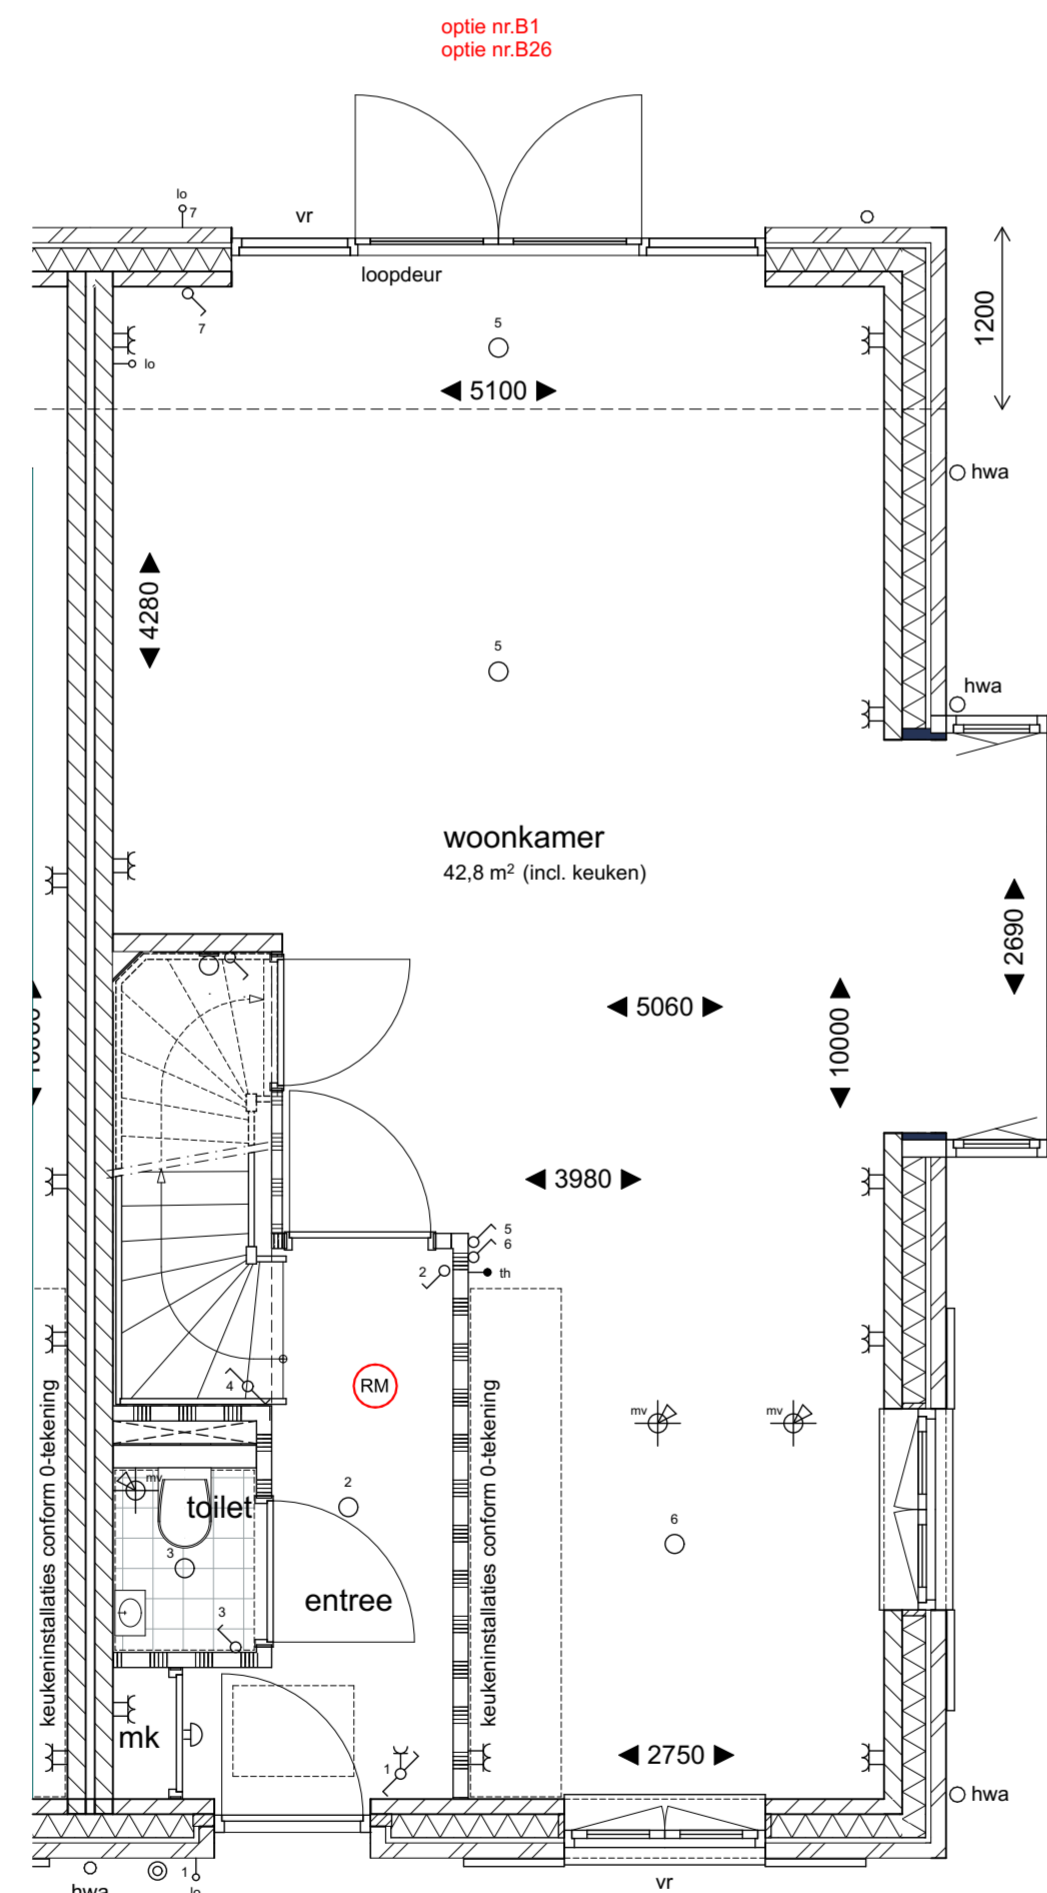 optie nr.B1
optie nr.B26
lo
7
vr
loopdeur
7
1200
5
lo
5100
hwa
4280
5
hwa
woonkamer
42,8 m² (incl. keuken)
2690
5060
10000
3980
5
6
2
th
4
RM
keukeninstallaties conform 0-tekening
keukeninstallaties conform 0-tekening
mv
mv
mv
toilet
2
6
3
entree
3
mk
1
2750
hwa
1
lo
hwa
vr